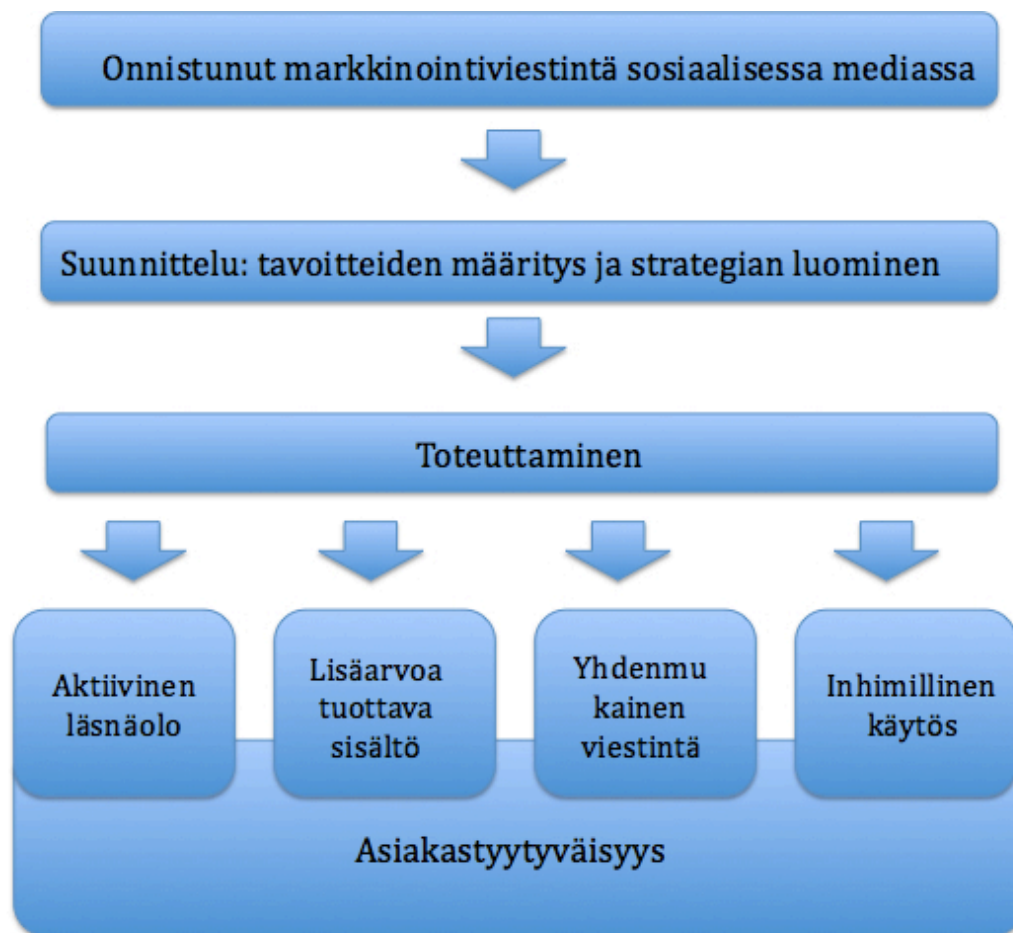 Onnistunut markkinointiviestintä sosiaalisessa mediassa
Suunnittelu: tavoitteiden määritys ja strategian luominen
Toteuttaminen
Aktiivinen
läsnäolo
Lisäarvoa
tuottava
sisältö
Yhdenmu
kainen
viestintä
Inhimillinen
käytös
Asiakastyytyväisyys